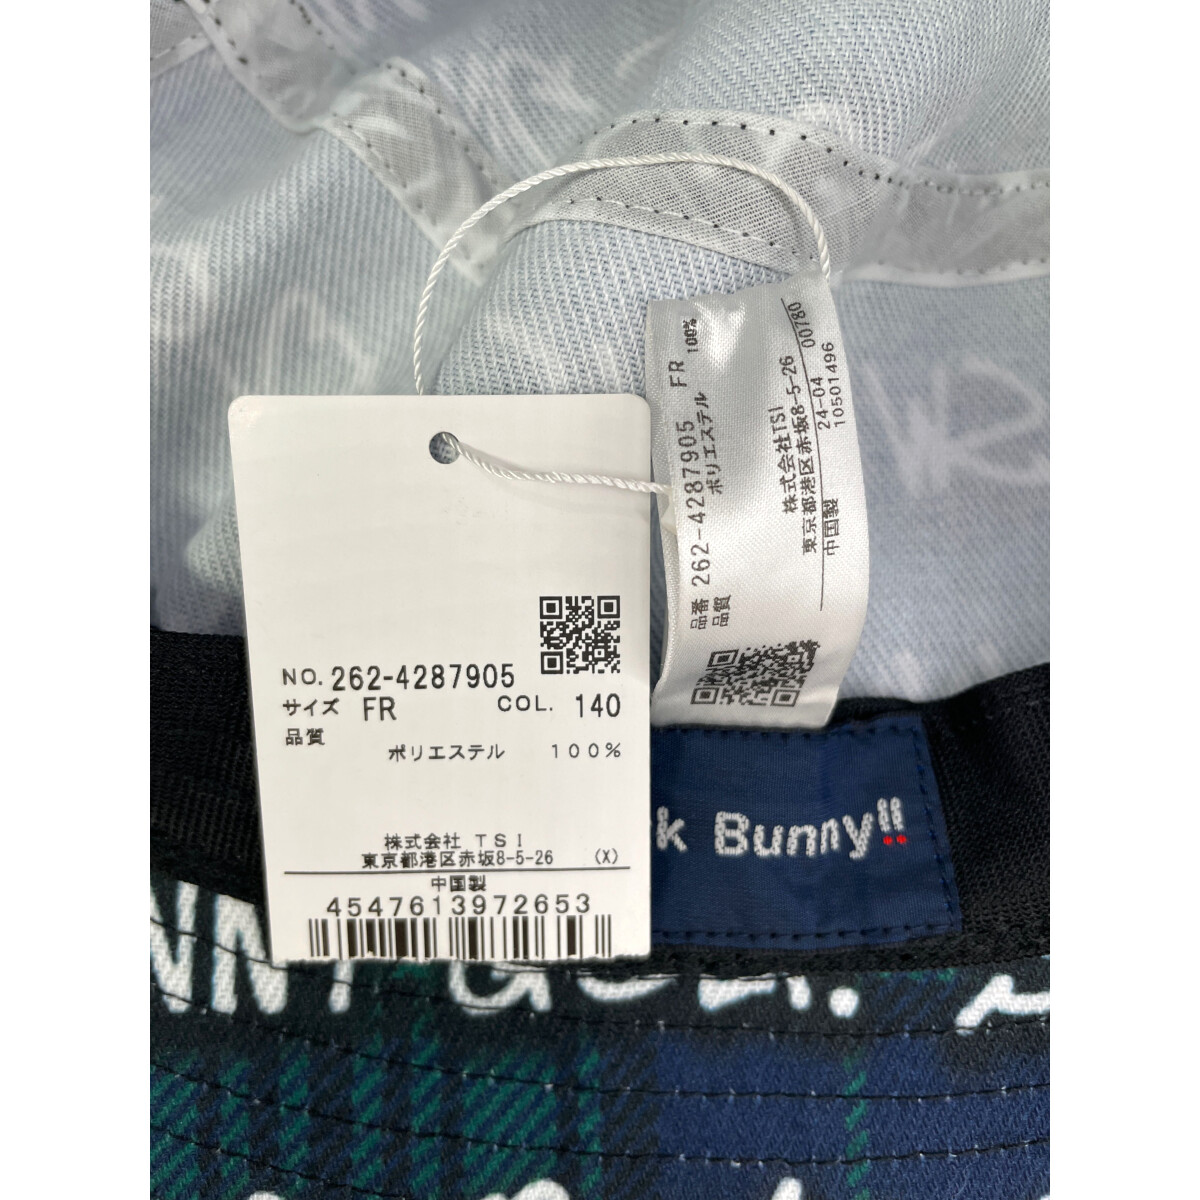 NO. 262-4287905
サイズ FR COL. 140
品質
ポリエステル 100%
株式会社 TSI
東京都港区赤坂8-5-26 (X)
中国製
4547613972653
品番 262-4287905 FR
品質 ポリエステル 100%
株式会社TSI
東京都港区赤坂8-5-26 00780
中国製 24-04
10501496
k Bunny!!